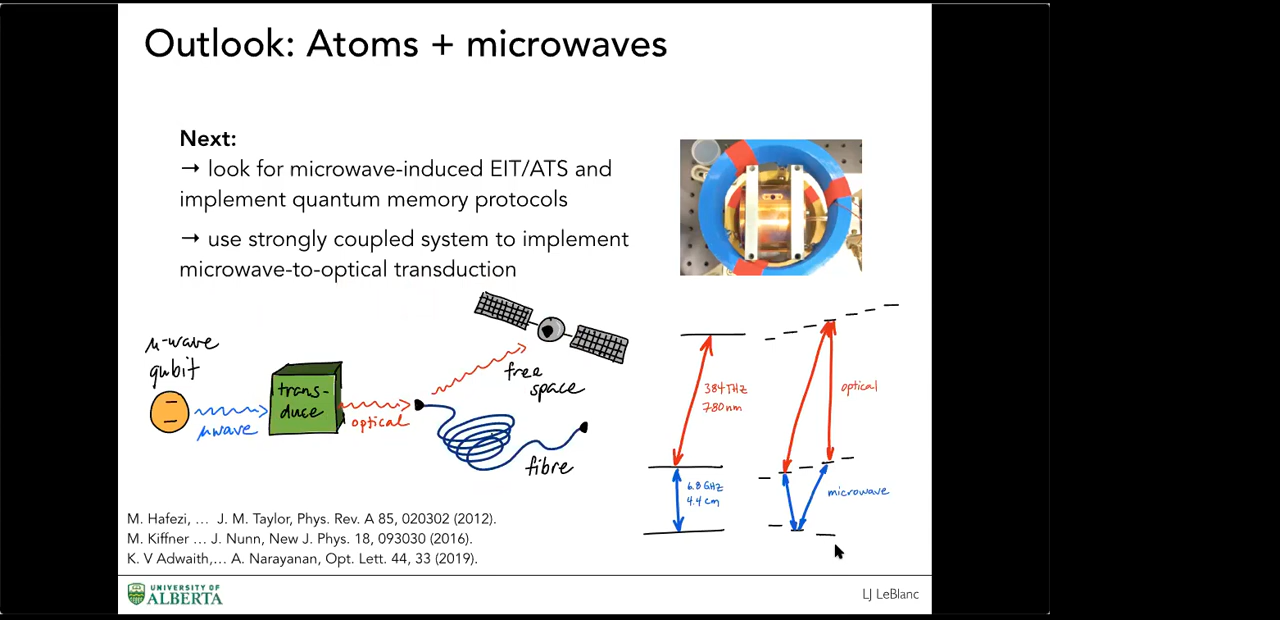 Outlook: Atoms + microwaves
Next:
→ look for microwave-induced EIT/ATS and
implement quantum memory protocols
→ use strongly coupled system to implement
microwave-to-optical transduction
μ-wave
qubit
trans-
duce
μwave
optical
free
space
fibre
384 THz
780nm
6.8 GHz
4.4 cm
optical
microwave
M. Hafezi, … J. M. Taylor, Phys. Rev. A 85, 020302 (2012).
M. Kiffner … J. Nunn, New J. Phys. 18, 093030 (2016).
K. V Adwaith,… A. Narayanan, Opt. Lett. 44, 33 (2019).
UNIVERSITY OF
ALBERTA
LJ LeBlanc